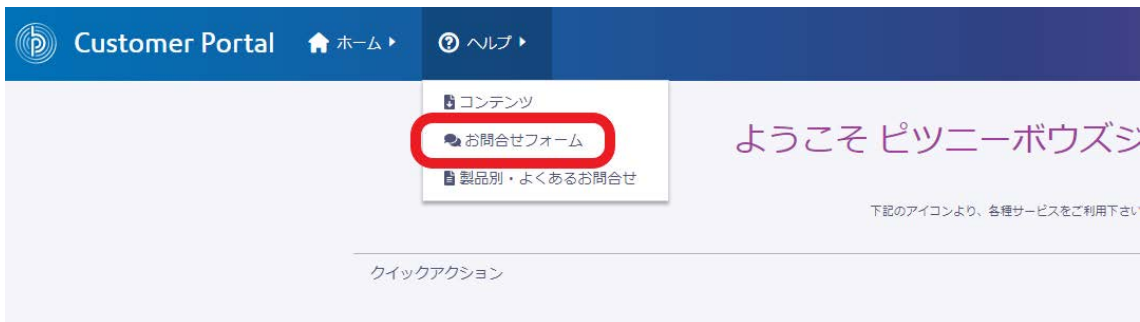 Customer Portal ホーム ヘルプ
コンテンツ
お問合せフォーム
製品別・よくあるお問合せ
ようこそ ピツニーボウズジ
下記のアイコンより、各種サービスをご利用下さい
クイックアクション